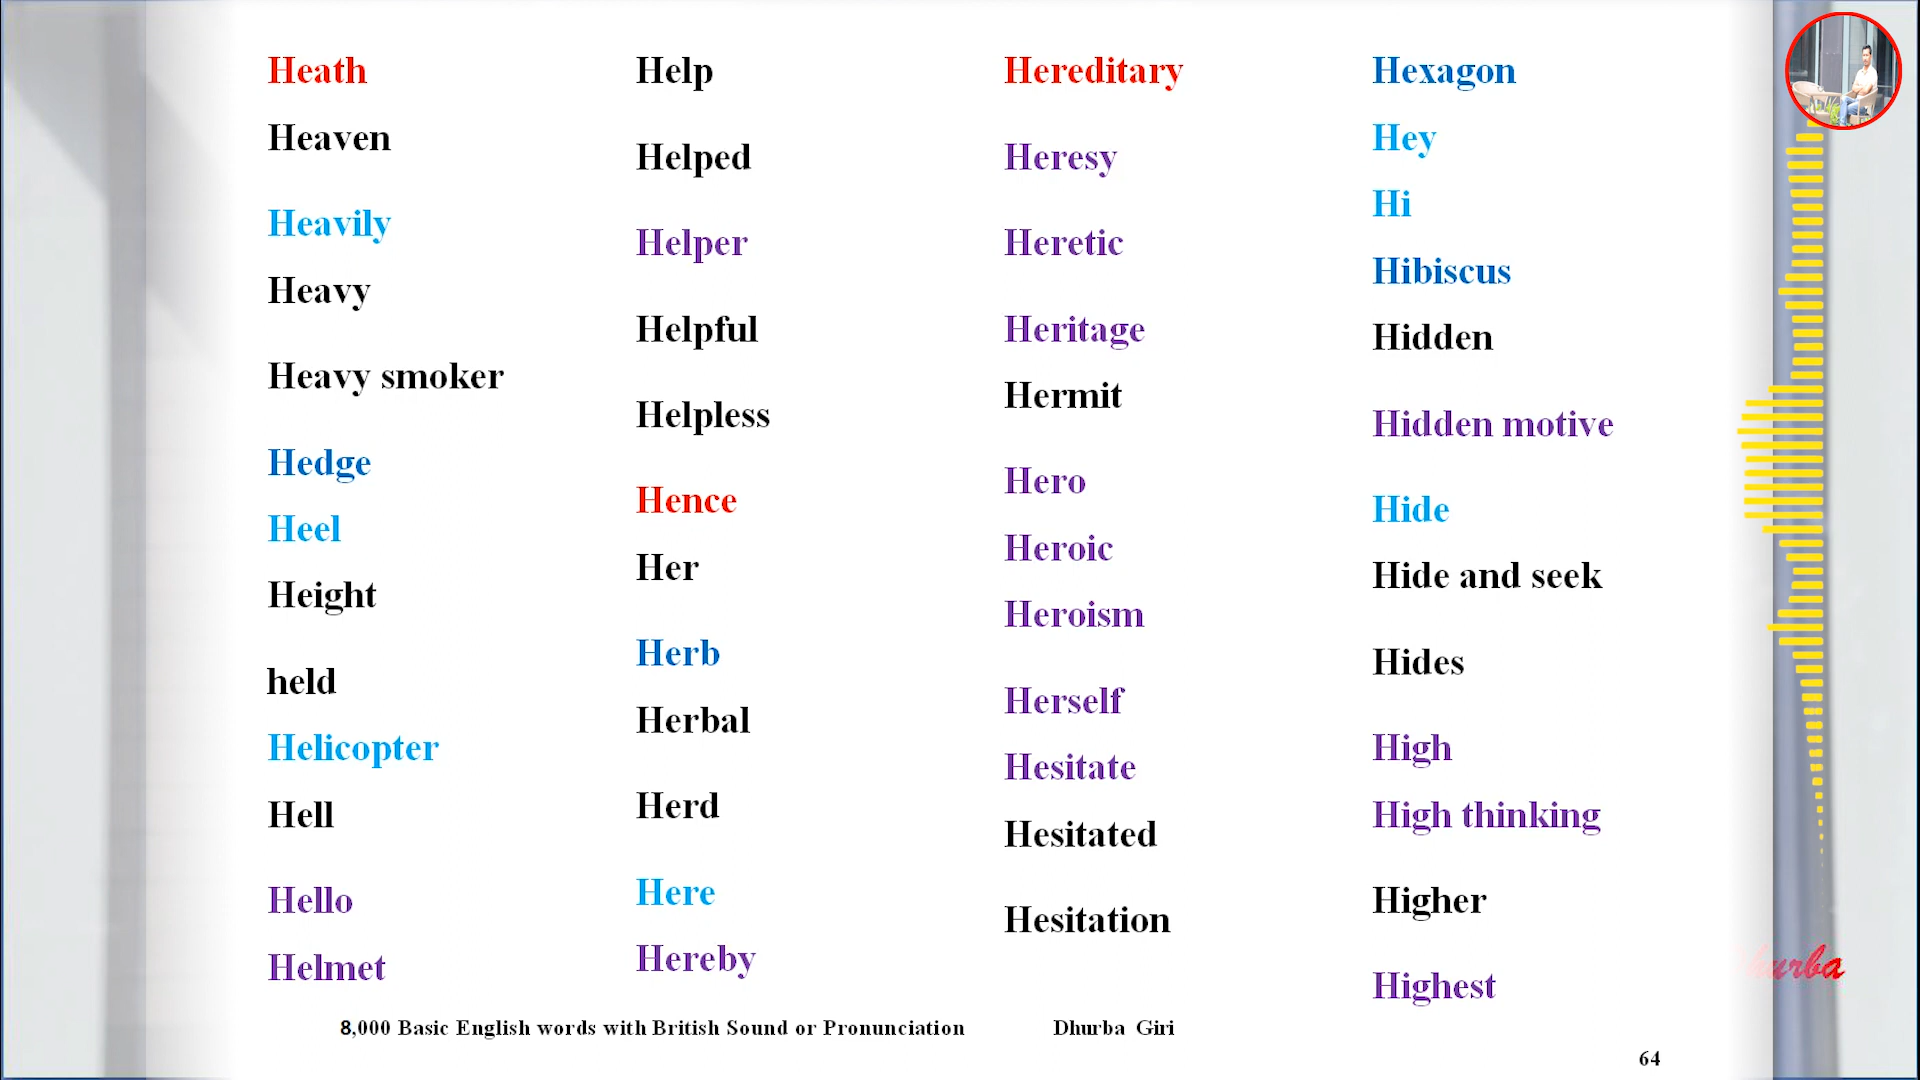 Heath
Heaven
Heavily
Heavy
Heavy smoker
Hedge
Heel
Height
held
Helicopter
Hell
Hello
Helmet
Help
Helped
Helper
Helpful
Helpless
Hence
Her
Herb
Herbal
Herd
Here
Hereby
Hereditary
Heresy
Heretic
Heritage
Hermit
Hero
Heroic
Heroism
Herself
Hesitate
Hesitated
Hesitation
Hexagon
Hey
Hi
Hibiscus
Hidden
Hidden motive
Hide
Hide and seek
Hides
High
High thinking
Higher
Highest
8,000 Basic English words with British Sound or Pronunciation Dhurba Giri
64